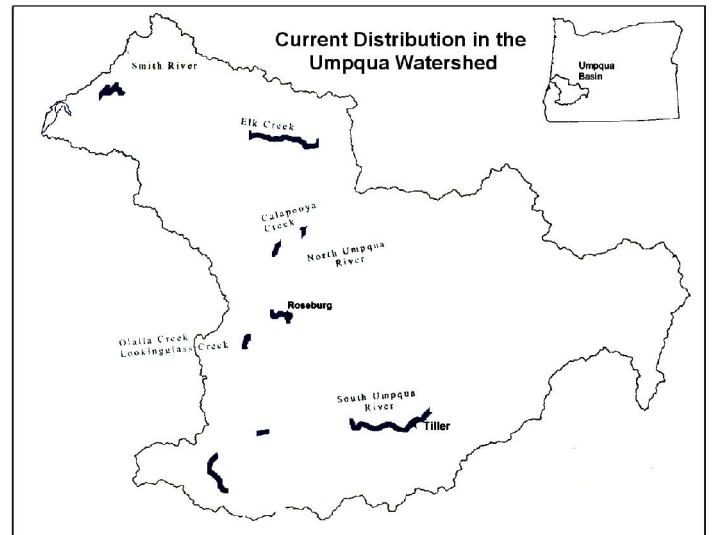 Current Distribution in the
Umpqua Watershed
Umpqua
Basin
Smith River
Elk Creek
Calapooya
Creek
North Umpqua
River
Roseburg
Olalla Creek
Lookingglass Creek
South Umpqua
River
Tiller